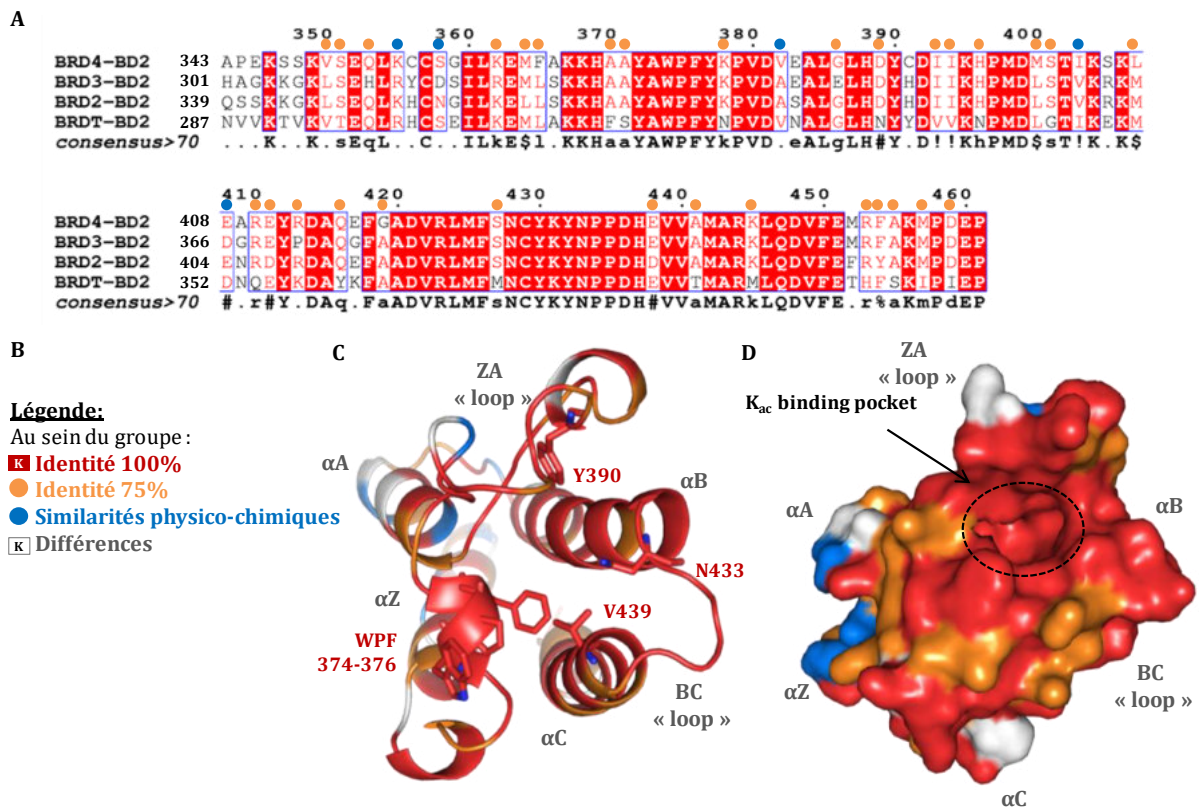 A
350 360 370 380 390 400
BRD4-BD2 343 APEKSSKVSEQLKCCSGILKEMFAKKHAAYAWPFYKPVDVEALGLHDYCDIIKHPMDMSTIKSKL
BRD3-BD2 301 HAGKKGKLSEHLRYCDSILREMLSKKHAAYAWPFYKPVDAEALELHDYHDIIKHPMDLSTVKRKM
BRD2-BD2 339 QSSKKGKLSEQLKHCNGILKELLSKKHAAYAWPFYKPVDASALGLHDYHDIIKHPMDLSTVKRKM
BRDT-BD2 287 NVVKTVKVTEQLRHCSEILKEMLAKKHFSYAWPFYNPVDVNALGLHNYYDVVKNPMDLGTIKEKM
consensus>70 ...K..K.sEqL..C..ILkE$l.KKHaaYAWPFYkPVD.eALgLH#Y.D!!KhPMD$sT!K.K$
410 420 430 440 450 460
BRD4-BD2 408 EAREYRDAQEFGADVRLMFSNCYKYNPPDHEVVAMARKLQDVFEMRFAKMPDEP
BRD3-BD2 366 DGREYPDAQGFAADVRLMFSNCYKYNPPDHEVVAMARKLQDVFEMRFAKMPDEP
BRD2-BD2 404 ENRDYRDAQEFAADVRLMFSNCYKYNPPDHDVVAMARKLQDVFEFRYAKMPDEP
BRDT-BD2 352 DNQEYKDAYKFAADVRLMFMNCYKYNPPDHEVVTMARMLQDVFETHFSKIPIEP
consensus>70 #.r#Y.DAq.FaADVRLMFsNCYKYNPPDH#VVaMARkLQDVFE.r%aKmPdEP
B
Légende:
Au sein du groupe :
K Identité 100%
Identité 75%
Similarités physico-chimiques
K Différences
C
ZA
« loop »
αA
Y390
αB
N433
αZ
V439
WPF
374-376
BC
« loop »
αC
D
ZA
« loop »
Kac binding pocket
αA
αB
αZ
BC
« loop »
αC